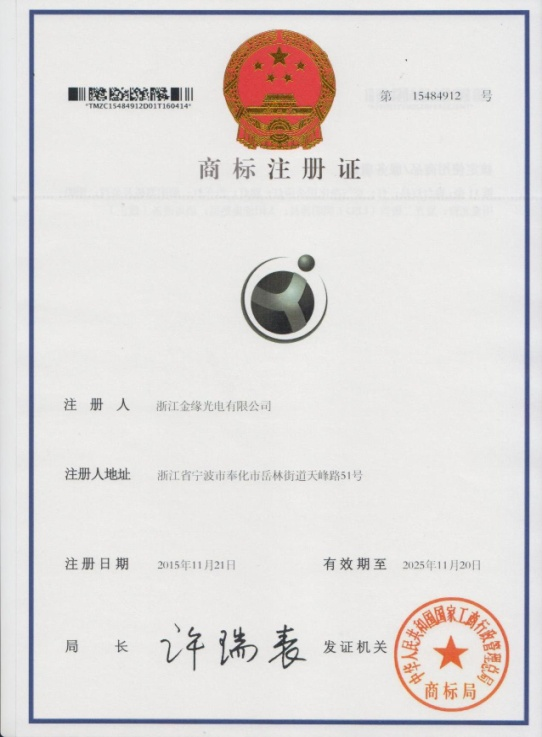 *TMZC15484912D01T160414*
第 15484912 号
商标注册证
注册人 浙江金缘光电有限公司
注册人地址 浙江省宁波市奉化市岳林街道天峰路51号
注册日期 2015年11月21日 有效期至 2025年11月20日
局长 许瑞表 发证机关
中华人民共和国国家工商行政管理总局
商标局